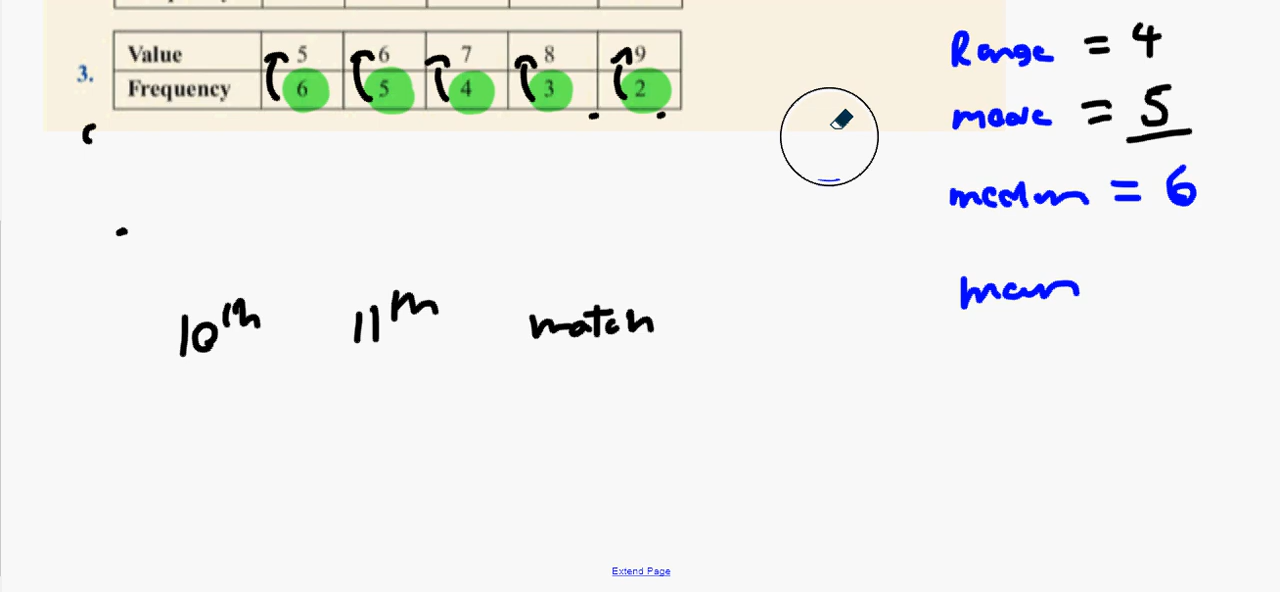 3.
Value 5 6 7 8 9
Frequency 6 5 4 3 2
Range = 4
mode = 5
median = 6
mean
10th 11th match
Extend Page